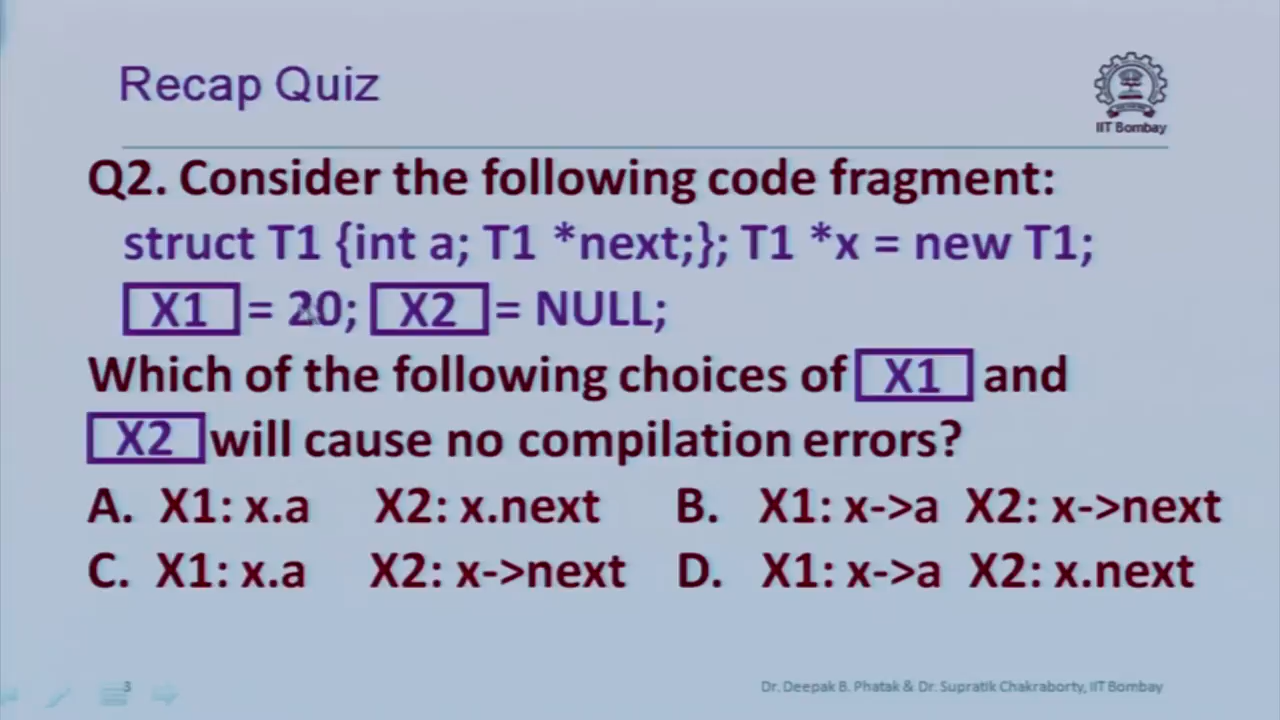 Recap Quiz
IIT Bombay
Q2. Consider the following code fragment:
struct T1 {int a; T1 *next;}; T1 *x = new T1;
X1 = 20; X2 = NULL;
Which of the following choices of X1 and
X2 will cause no compilation errors?
A. X1: x.a X2: x.next B. X1: x->a X2: x->next
C. X1: x.a X2: x->next D. X1: x->a X2: x.next
3 Dr. Deepak B. Phatak & Dr. Supratik Chakraborty, IIT Bombay